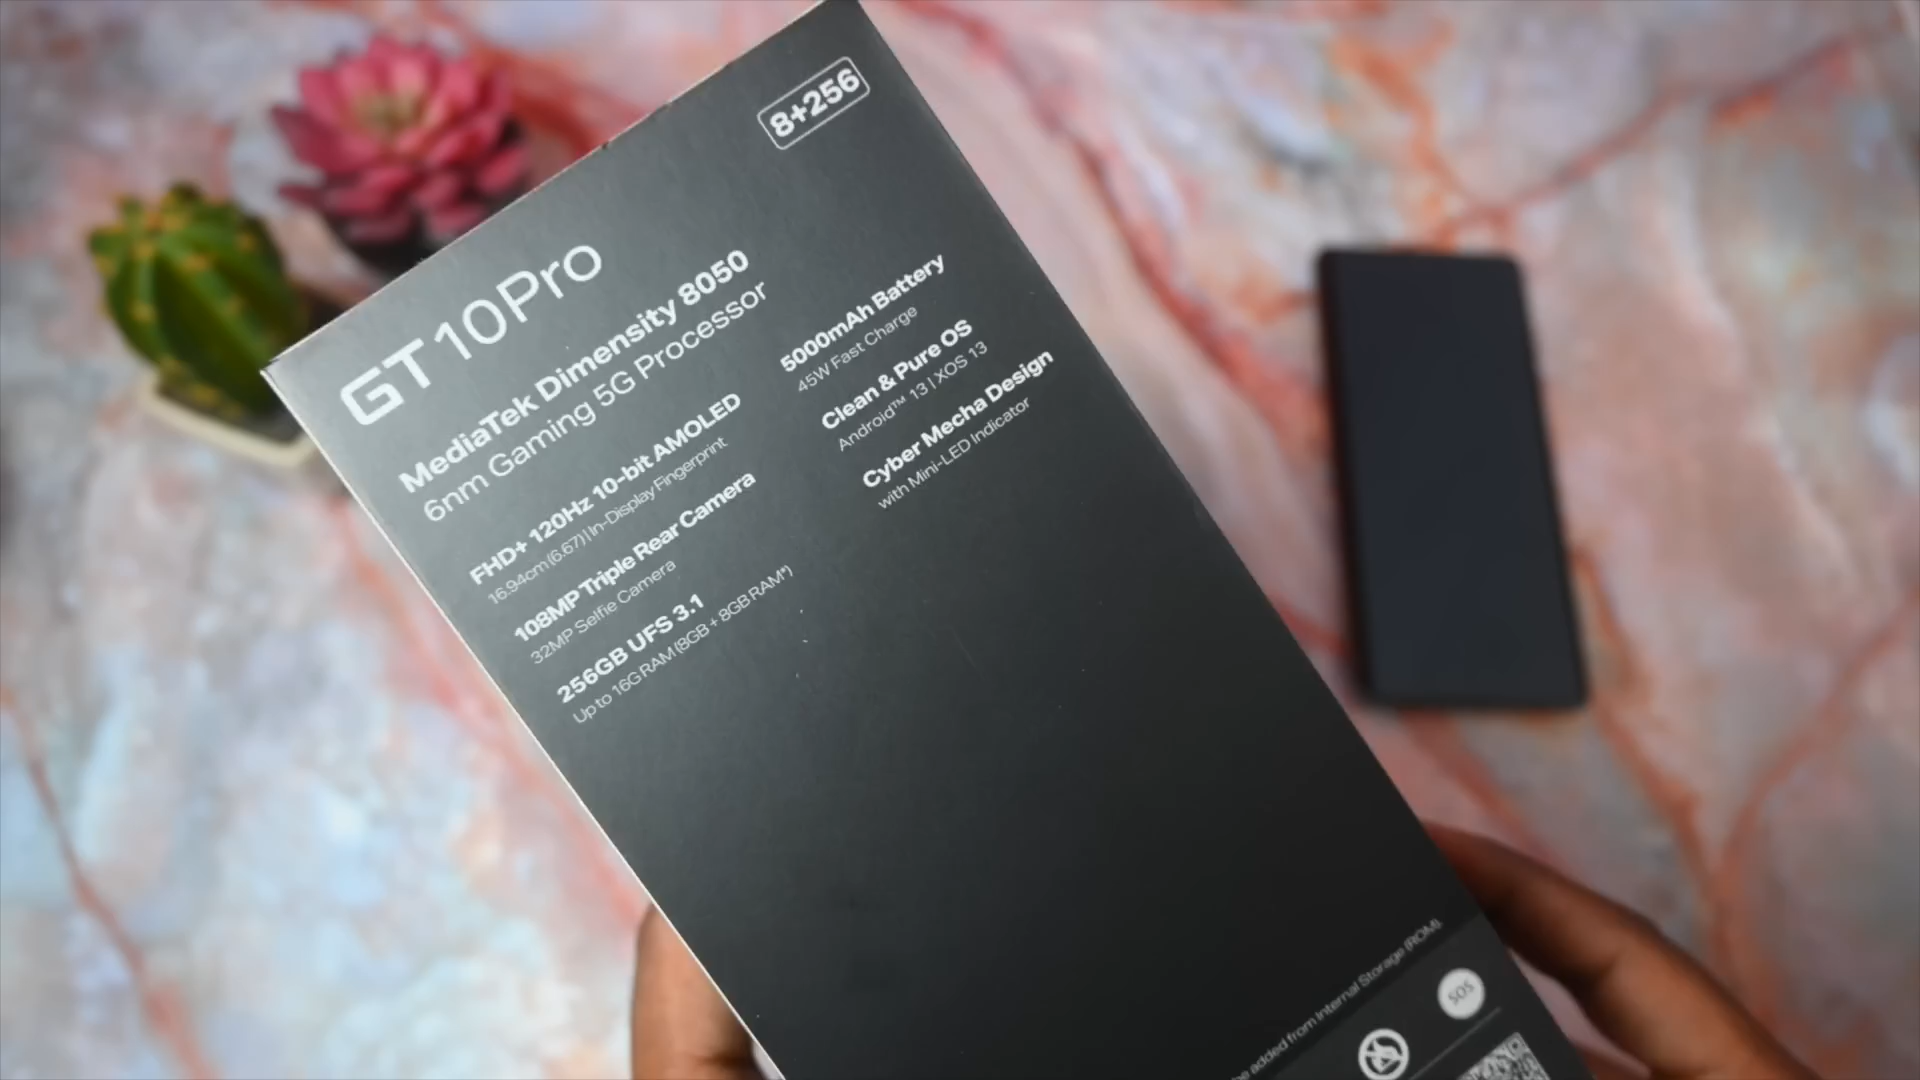 8+256
GT 10Pro
MediaTek Dimensity 8050
6nm Gaming 5G Processor
FHD+ 120Hz 10-bit AMOLED
16.94cm(6.67)|In-Display Fingerprint
108MP Triple Rear Camera
32MP Selfie Camera
256GB UFS 3.1
Up to 16G RAM (8GB + 8GB RAM*)
5000mAh Battery
45W Fast Charge
Clean & Pure OS
Android™ 13 | XOS 13
Cyber Mecha Design
with Mini-LED Indicator
be added from Internal Storage (ROM).
SOS